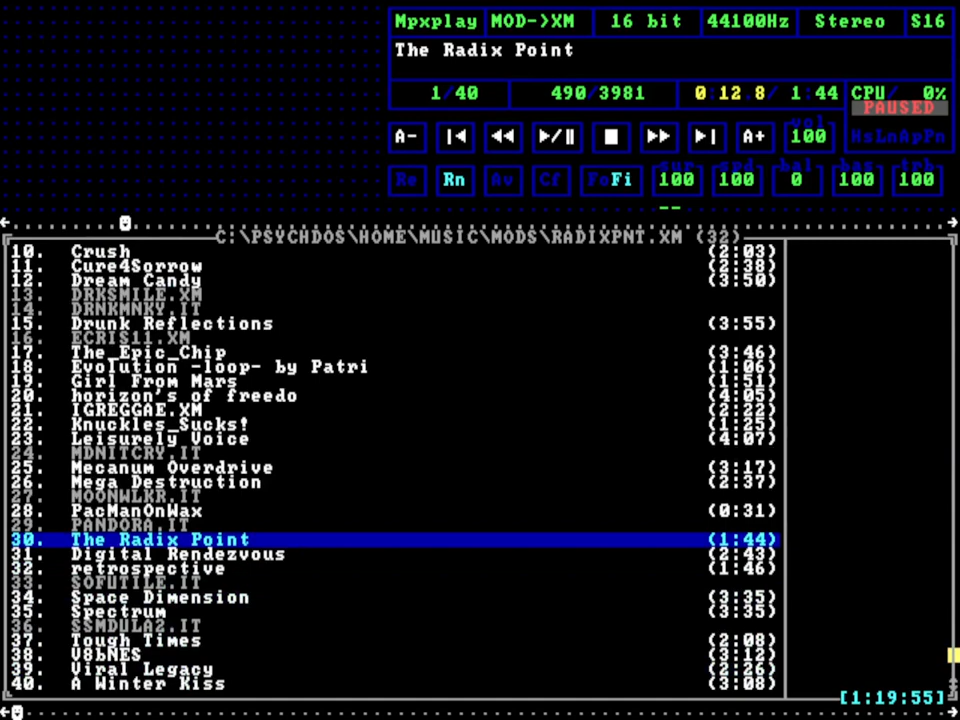 Mpxplay MOD->XM 16 bit 44100Hz Stereo S16
The Radix Point
1/40 490/3981 0:12.8/ 1:44 CPU/ 0%
PAUSED
vol
A- A+ 100 HsLnApPn
sur spd bal bas trb
Re Rn Av Cf FoFi 100 100 0 100 100
C:\PSYCHDOS\HOME\MUSIC\MODS\RADIXPNT.XM (32)
10. Crush (2:03)
11. Cure4Sorrow (2:38)
12. Dream Candy (3:50)
13. DRKSMILE.XM
14. DRNKMNKY.IT
15. Drunk Reflections (3:55)
16. ECRIS11.XM
17. The_Epic_Chip (3:46)
18. Evolution -loop- by Patri (1:06)
19. Girl From Mars (1:51)
20. horizon's of freedo (4:05)
21. IGREGGAE.XM (2:22)
22. Knuckles_Sucks! (1:25)
23. Leisurely Voice (4:07)
24. MDNITCRY.IT
25. Mecanum Overdrive (3:17)
26. Mega Destruction (2:37)
27. MOONWLKR.IT
28. PacManOnWax (0:31)
29. PANDORA.IT
30. The Radix Point (1:44)
31. Digital Rendezvous (2:43)
32. retrospective (1:46)
33. SOFUTILE.IT
34. Space Dimension (3:35)
35. Spectrum (3:35)
36. SSMDULA2.IT
37. Tough Times (2:08)
38. V8bNES (3:12)
39. Viral Legacy (2:26)
40. A Winter Kiss (3:08)
[1:19:55]